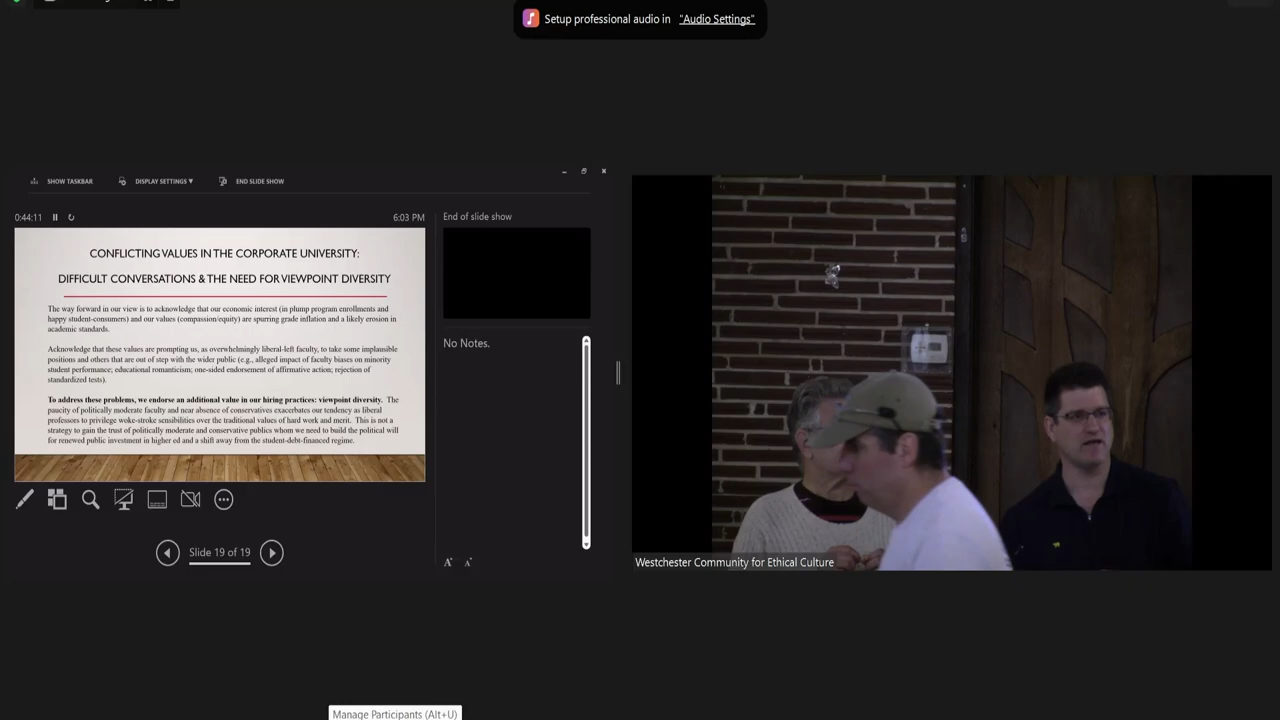 Setup professional audio in "Audio Settings"
SHOW TASKBAR
DISPLAY SETTINGS ▾
END SLIDE SHOW
0:44:11
6:03 PM
CONFLICTING VALUES IN THE CORPORATE UNIVERSITY:
DIFFICULT CONVERSATIONS & THE NEED FOR VIEWPOINT DIVERSITY
The way forward in our view is to acknowledge that our economic interest (in plump program enrollments and
happy student-consumers) and our values (compassion/equity) are spurring grade inflation and a likely erosion in
academic standards.
Acknowledge that these values are prompting us, as overwhelmingly liberal-left faculty, to take some implausible
positions and others that are out of step with the wider public (e.g., alleged impact of faculty biases on minority
student performance; educational romanticism; one-sided endorsement of affirmative action; rejection of
standardized tests).
To address these problems, we endorse an additional value in our hiring practices: viewpoint diversity. The
paucity of politically moderate faculty and near absence of conservatives exacerbates our tendency as liberal
professors to privilege woke-stroke sensibilities over the traditional values of hard work and merit. This is not a
strategy to gain the trust of politically moderate and conservative publics whom we need to build the political will
for renewed public investment in higher ed and a shift away from the student-debt-financed regime.
Slide 19 of 19
End of slide show
No Notes.
A A
Westchester Community for Ethical Culture
Manage Participants (Alt+U)